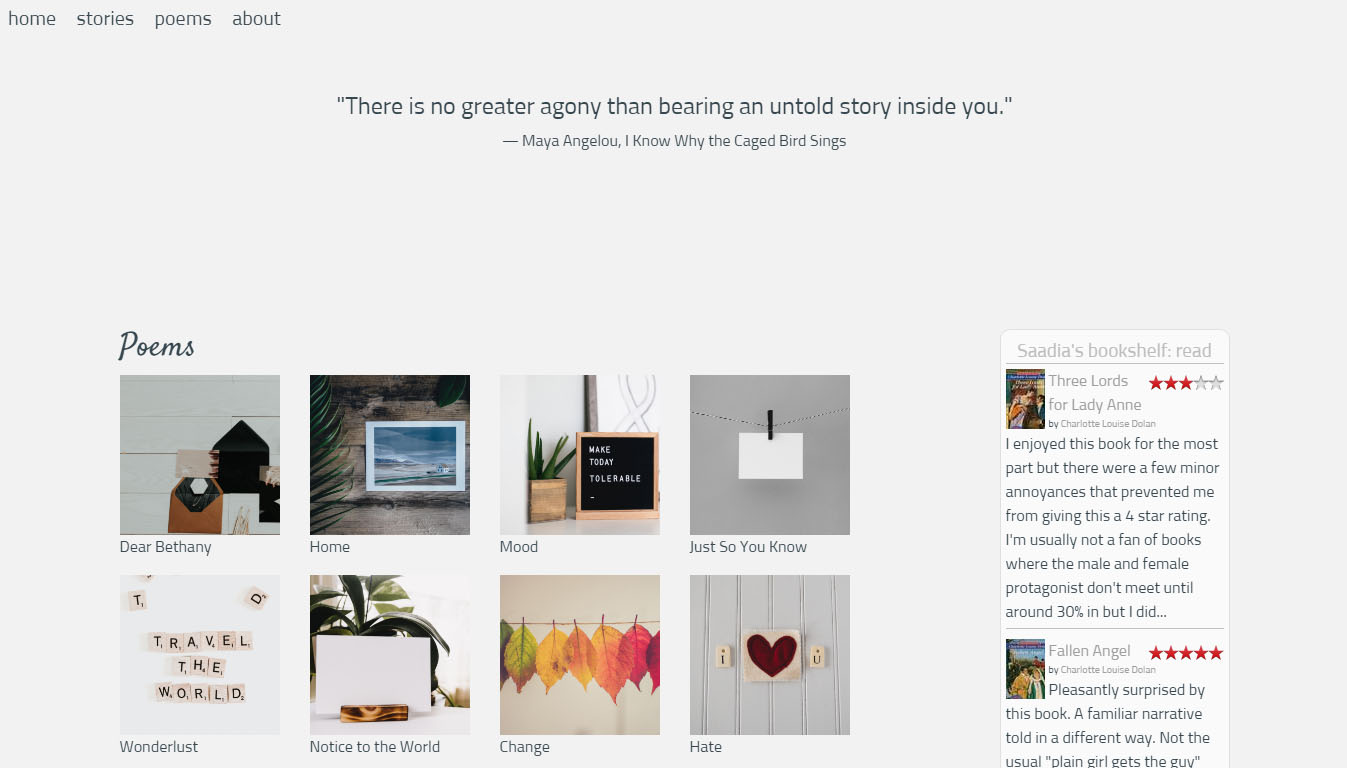 home stories poems about
"There is no greater agony than bearing an untold story inside you."
— Maya Angelou, I Know Why the Caged Bird Sings
Poems
MAKE
TODAY
TOLERABLE
Dear Bethany
Home
Mood
Just So You Know
T
D
TRAVEL
THE
WORLD
I
U
Wonderlust
Notice to the World
Change
Hate
Saadia's bookshelf: read
Three Lords
for Lady Anne
by Charlotte Louise Dolan
I enjoyed this book for the most
part but there were a few minor
annoyances that prevented me
from giving this a 4 star rating.
I'm usually not a fan of books
where the male and female
protagonist don't meet until
around 30% in but I did...
Fallen Angel
by Charlotte Louise Dolan
Pleasantly surprised by
this book. A familiar narrative
told in a different way. Not the
usual "plain girl gets the guy"